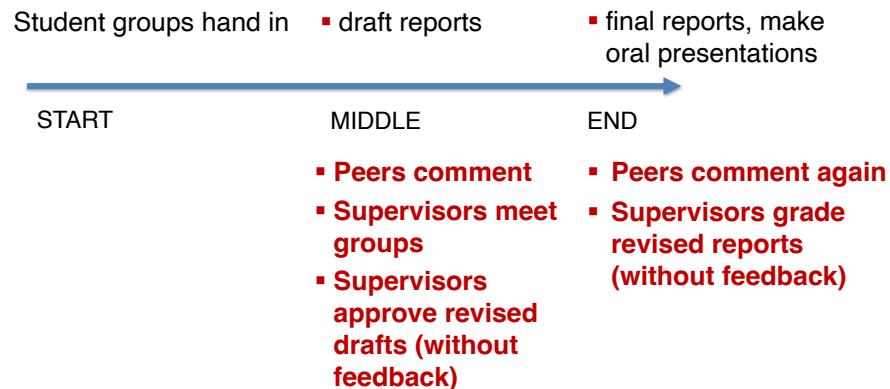 Student groups hand in
▪ draft reports
▪ final reports, make
oral presentations
START
MIDDLE
END
▪ Peers comment
▪ Supervisors meet
groups
▪ Supervisors
approve revised
drafts (without
feedback)
▪ Peers comment again
▪ Supervisors grade
revised reports
(without feedback)